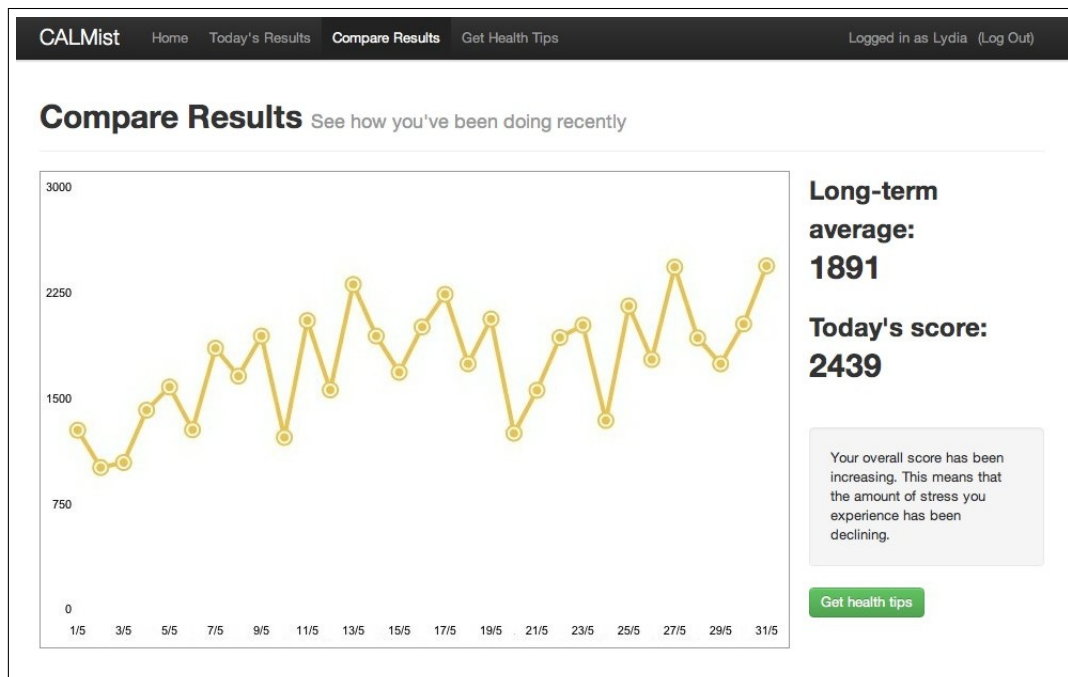 CALMist Home Today's Results Compare Results Get Health Tips Logged in as Lydia (Log Out)
Compare Results See how you've been doing recently
3000
2250
1500
750
0
1/5 3/5 5/5 7/5 9/5 11/5 13/5 15/5 17/5 19/5 21/5 23/5 25/5 27/5 29/5 31/5
Long-term
average:
1891
Today's score:
2439
Your overall score has been
increasing. This means that
the amount of stress you
experience has been
declining.
Get health tips